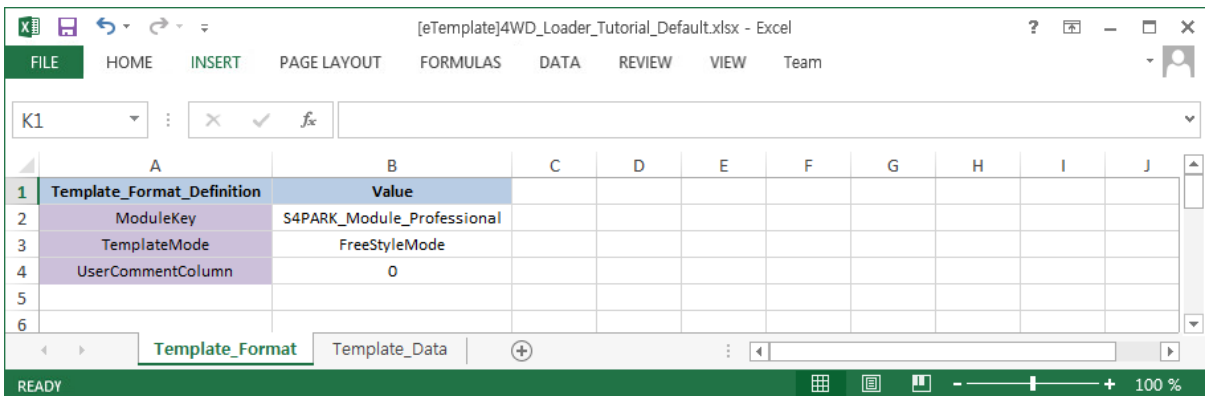 [eTemplate]4WD_Loader_Tutorial_Default.xlsx - Excel
?
FILE HOME INSERT PAGE LAYOUT FORMULAS DATA REVIEW VIEW Team
K1 fx
A B C D E F G H I J
1 Template_Format_Definition Value
2 ModuleKey S4PARK_Module_Professional
3 TemplateMode FreeStyleMode
4 UserCommentColumn 0
5
6
Template_Format Template_Data
READY 100 %